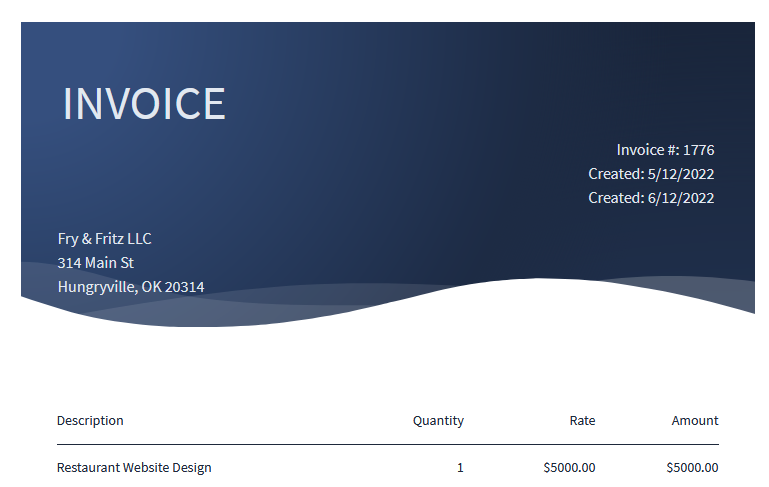 INVOICE
Invoice #: 1776
Created: 5/12/2022
Created: 6/12/2022
Fry & Fritz LLC
314 Main St
Hungryville, OK 20314
Description Quantity Rate Amount
Restaurant Website Design 1 $5000.00 $5000.00